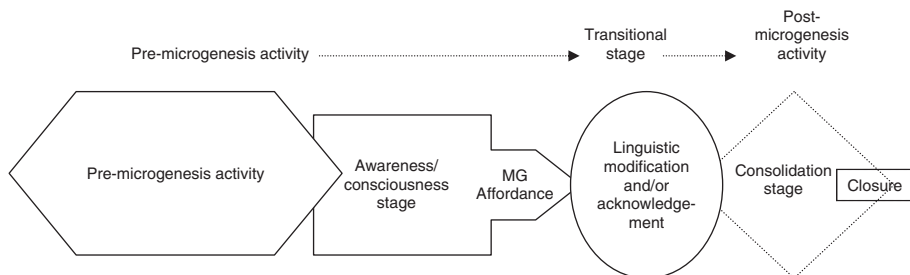 Pre-microgenesis activity
Transitional
stage
Post-
microgenesis
activity
Pre-microgenesis activity
Awareness/
consciousness
stage
MG
Affordance
Linguistic
modification
and/or
acknowledge-
ment
Consolidation
stage
Closure